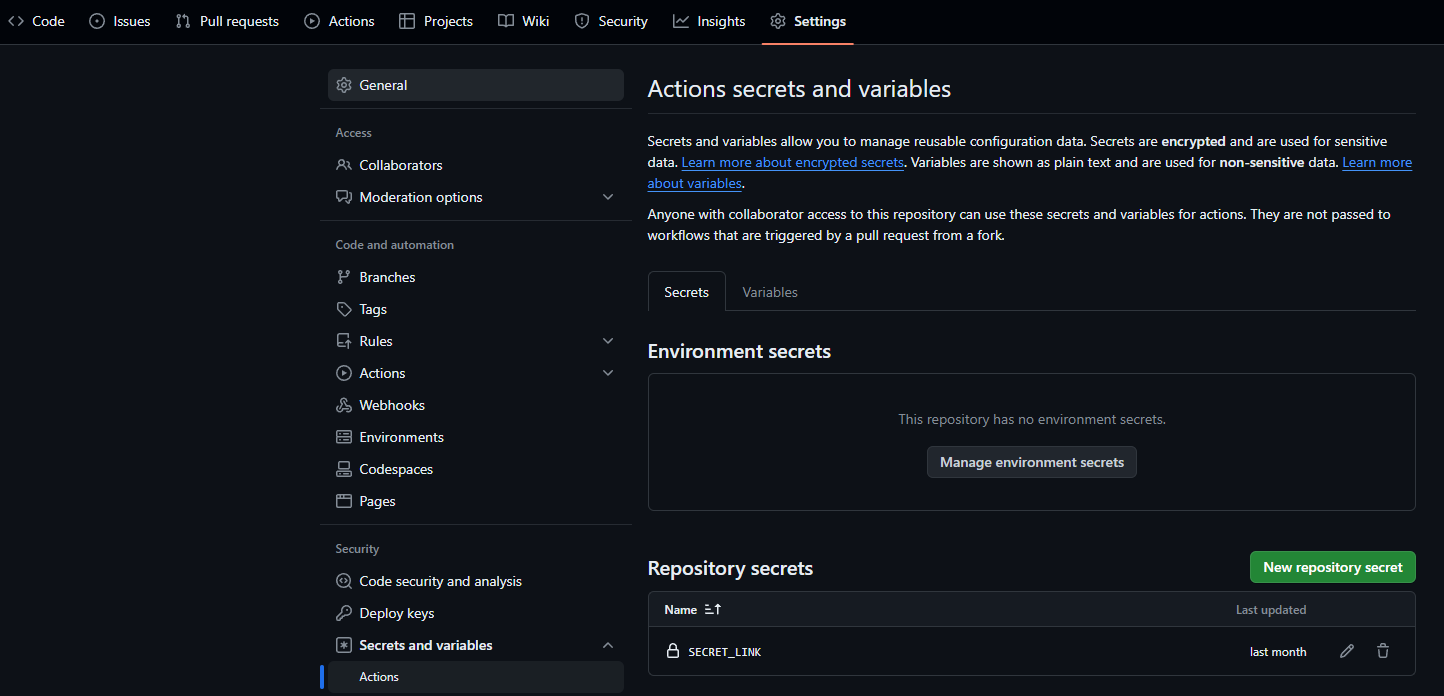 Code Issues Pull requests Actions Projects Wiki Security Insights Settings
General
Access
Collaborators
Moderation options
Code and automation
Branches
Tags
Rules
Actions
Webhooks
Environments
Codespaces
Pages
Security
Code security and analysis
Deploy keys
Secrets and variables
Actions
Actions secrets and variables
Secrets and variables allow you to manage reusable configuration data. Secrets are encrypted and are used for sensitive
data. Learn more about encrypted secrets. Variables are shown as plain text and are used for non-sensitive data. Learn more
about variables.
Anyone with collaborator access to this repository can use these secrets and variables for actions. They are not passed to
workflows that are triggered by a pull request from a fork.
Secrets Variables
Environment secrets
This repository has no environment secrets.
Manage environment secrets
Repository secrets New repository secret
Name Last updated
SECRET_LINK last month